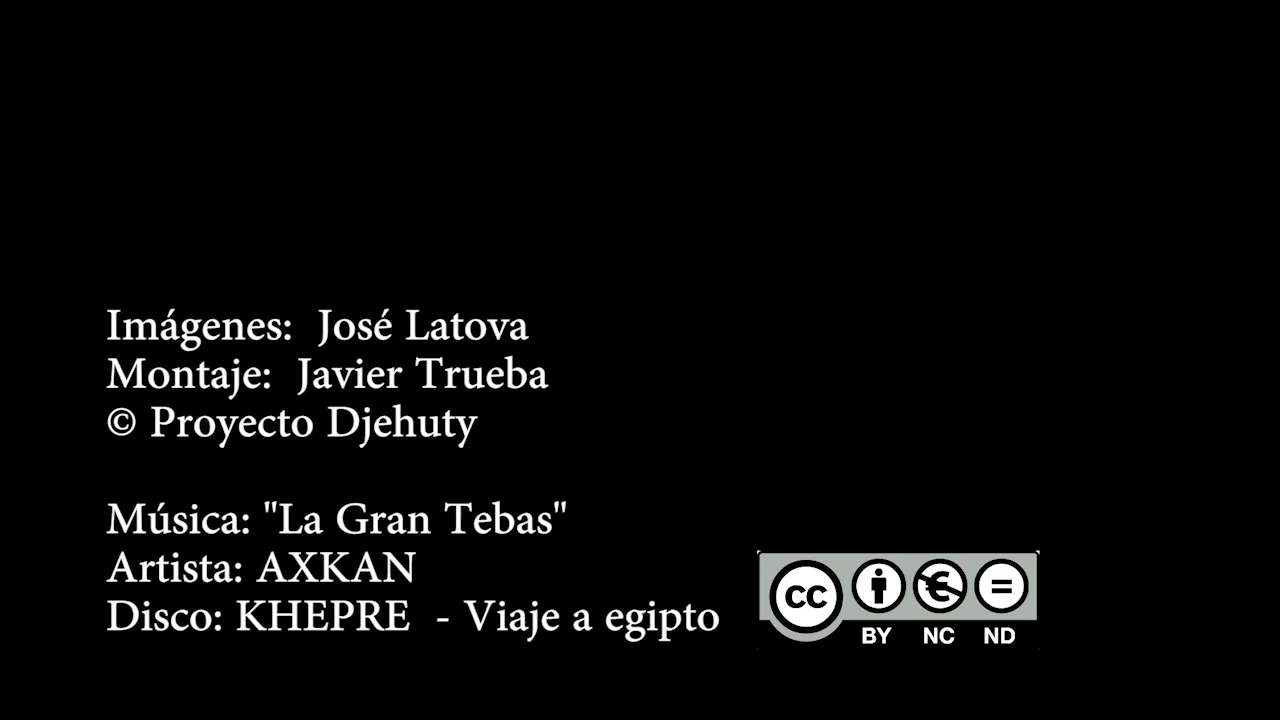 Imágenes: José Latova
Montaje: Javier Trueba
© Proyecto Djehuty
Música: "La Gran Tebas"
Artista: AXKAN
Disco: KHEPRE - Viaje a egipto
cc
BY NC ND